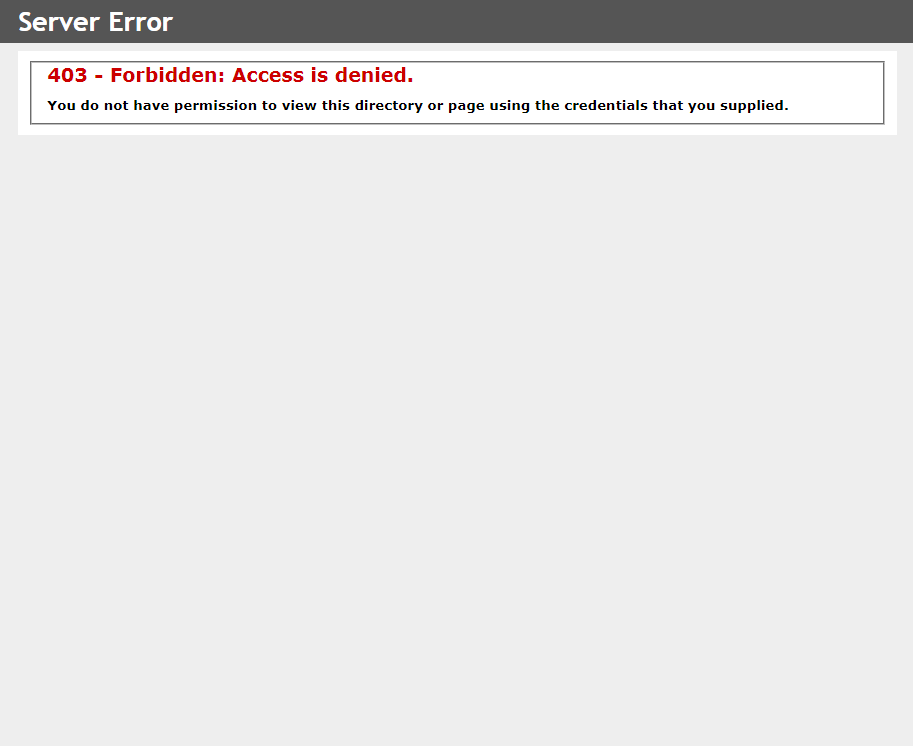 Server Error
403 - Forbidden: Access is denied.
You do not have permission to view this directory or page using the credentials that you supplied.